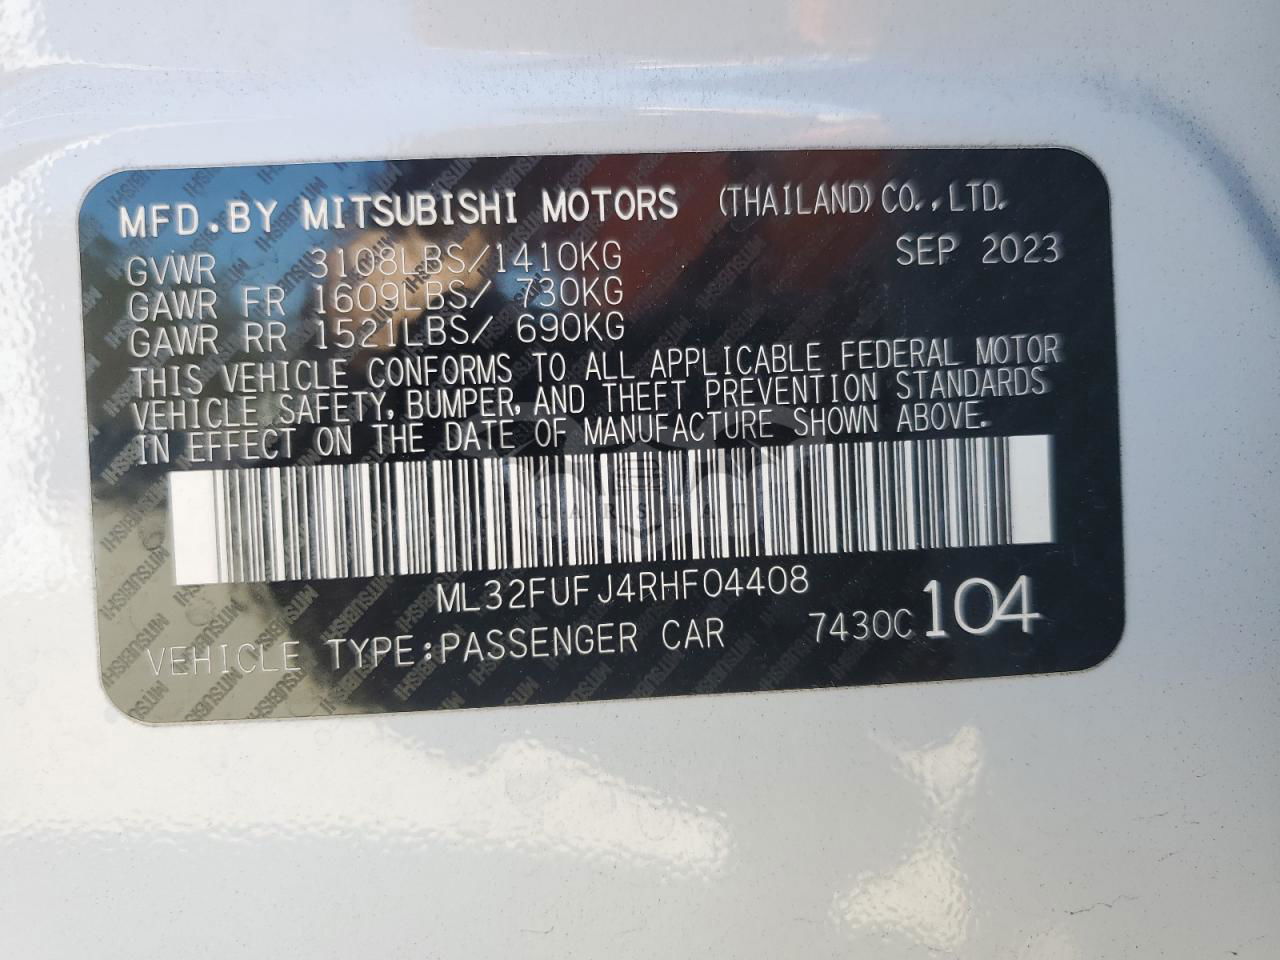 MFD.BY MITSUBISHI MOTORS (THAILAND)CO.,LTD.
GVWR 3108LBS/1410KG SEP 2023
GAWR FR 1609LBS/ 730KG
GAWR RR 1521LBS/ 690KG
THIS VEHICLE CONFORMS TO ALL APPLICABLE FEDERAL MOTOR
VEHICLE SAFETY, BUMPER, AND THEFT PREVENTION STANDARDS
IN EFFECT ON THE DATE OF MANUFACTURE SHOWN ABOVE.
ML32FUFJ4RHF04408
VEHICLE TYPE:PASSENGER CAR 7430C 104